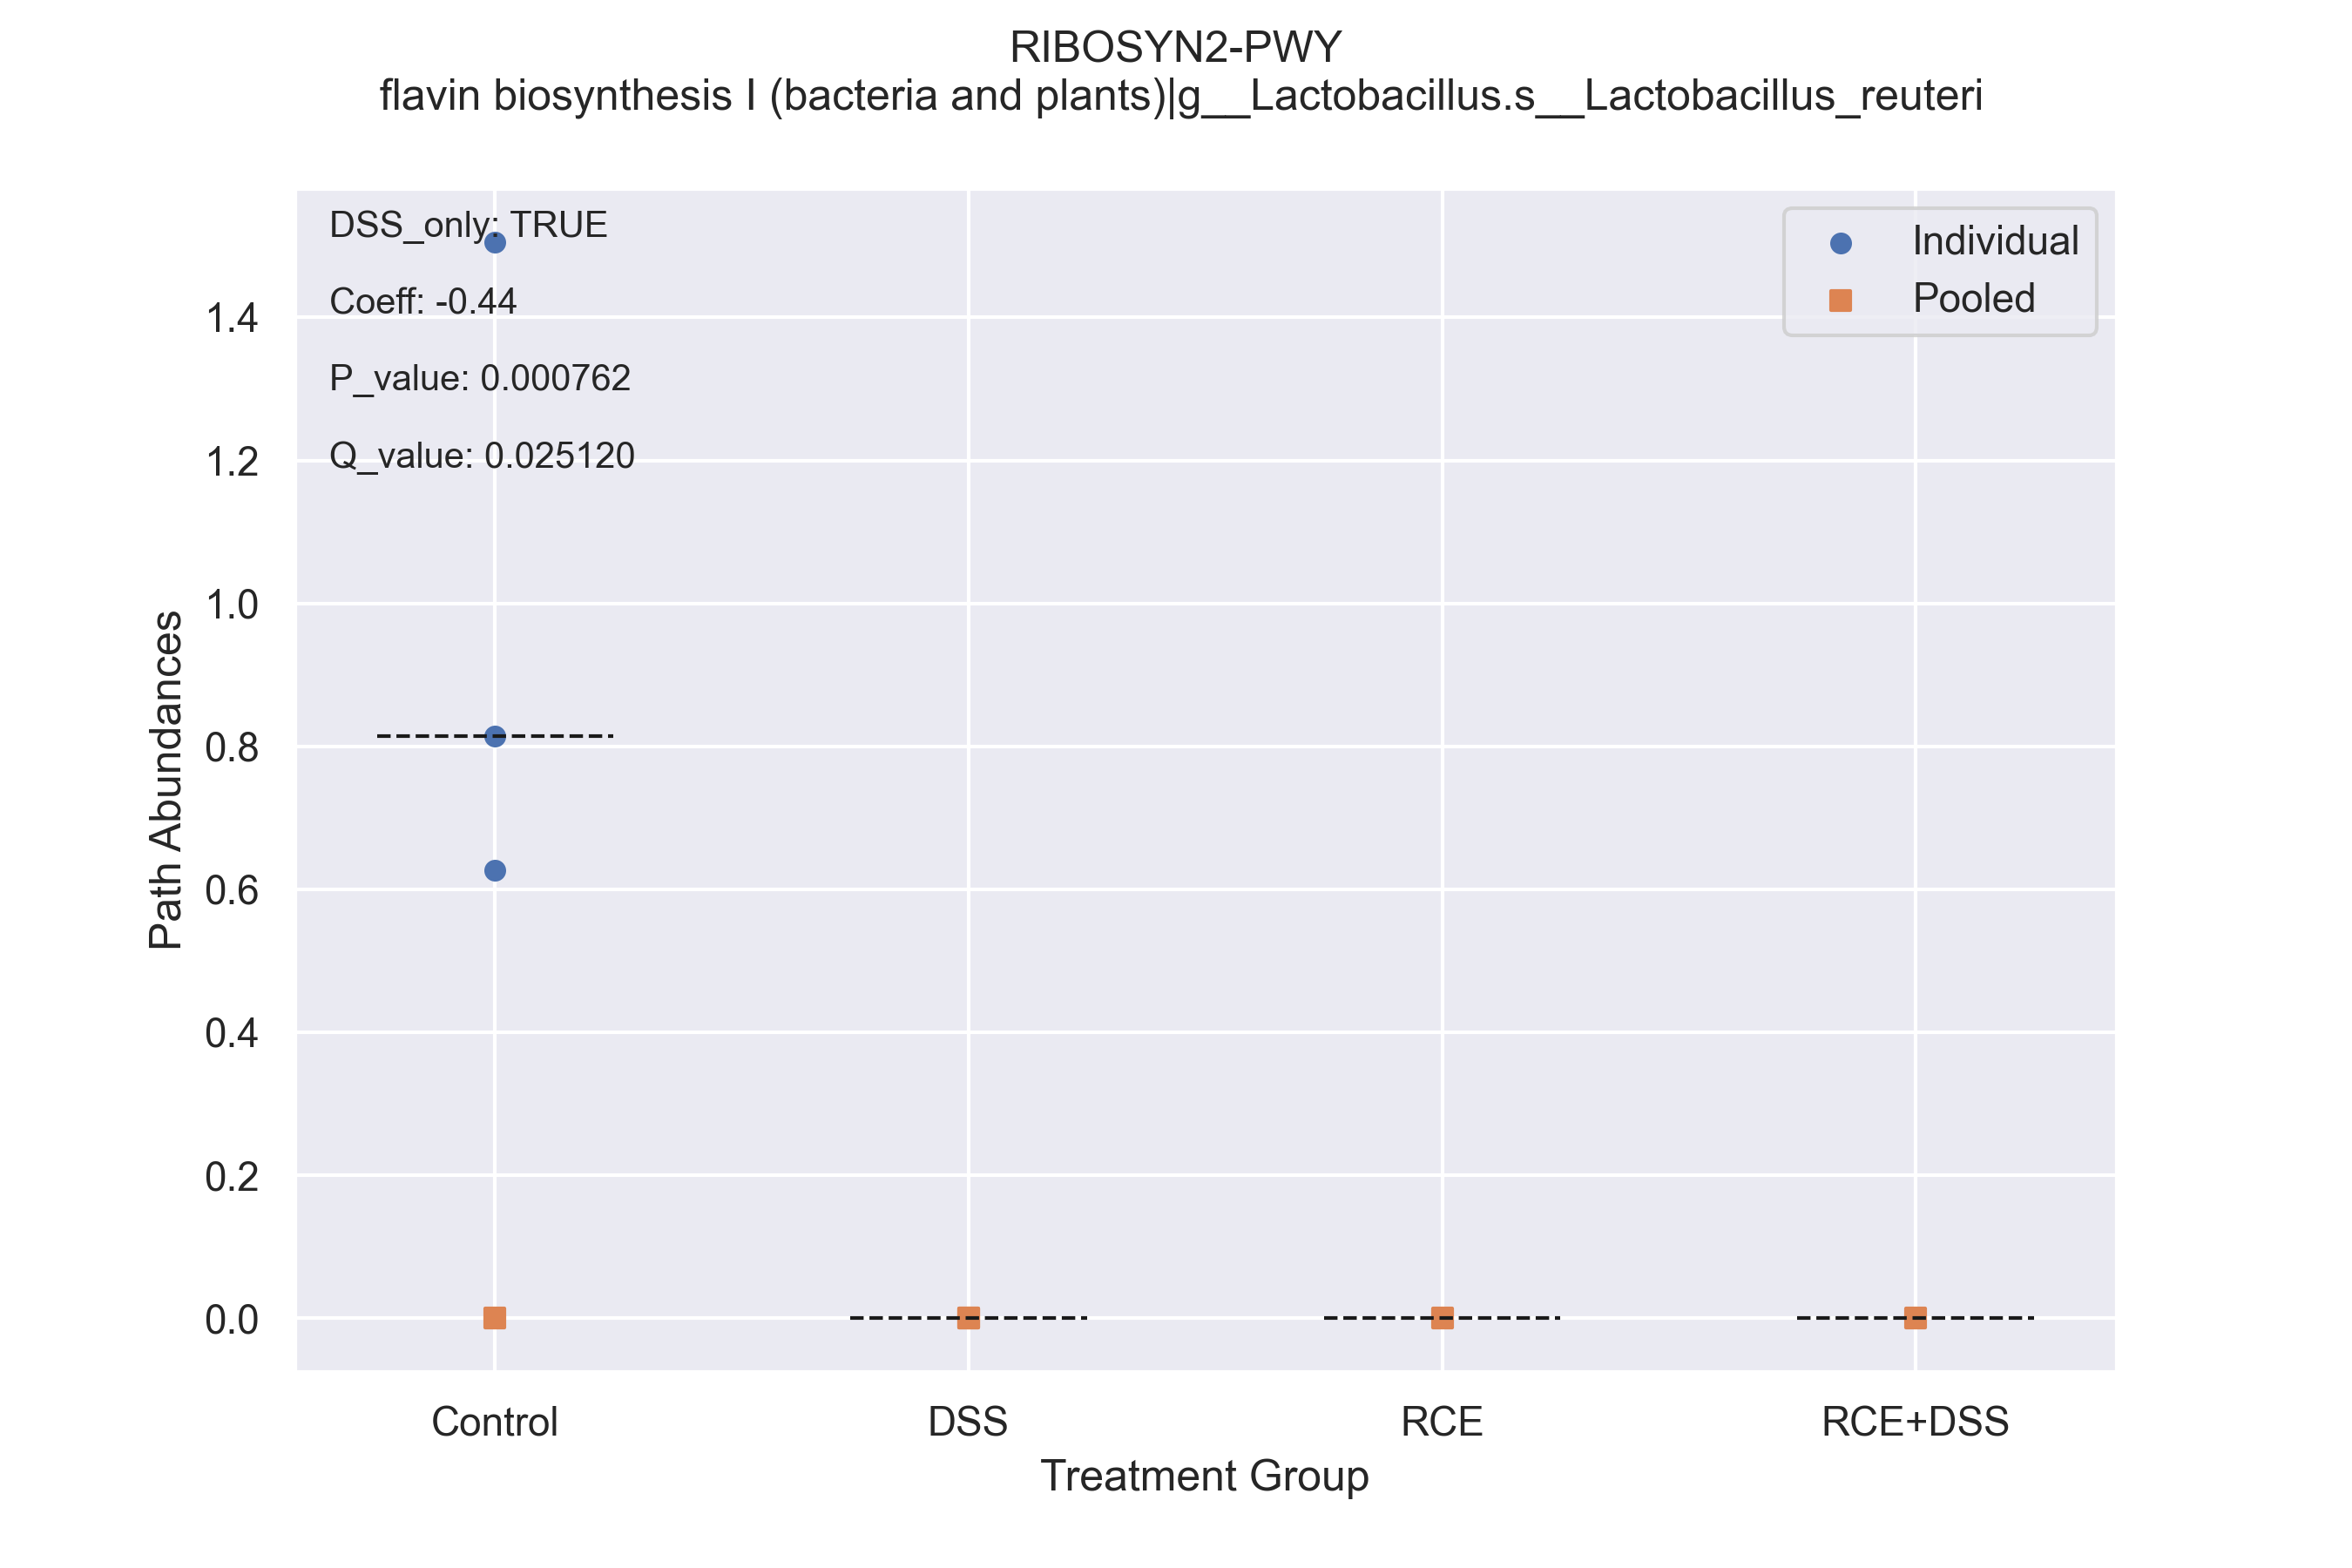 RIBOSYN2-PWY
flavin biosynthesis I (bacteria and plants)|g__Lactobacillus.s__Lactobacillus_reuteri
DSS_only: TRUE
Coeff: -0.44
P_value: 0.000762
Q_value: 0.025120
Individual
Pooled
1.4
1.2
1.0
0.8
0.6
0.4
0.2
0.0
Path Abundances
Control
DSS
RCE
RCE+DSS
Treatment Group